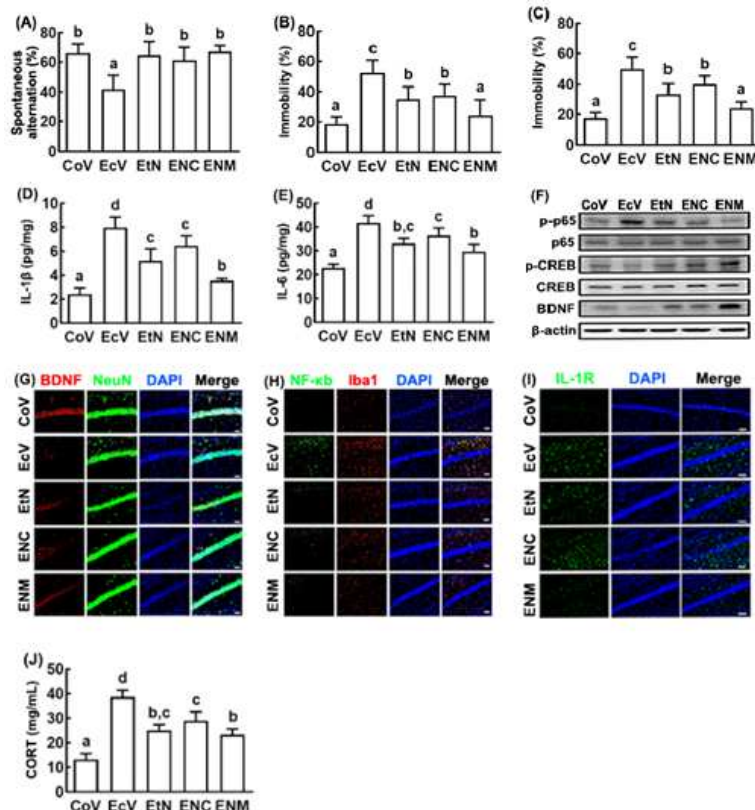 (A)
Spontaneous
alternation (%)
80
60
40
20
0
b
a
b
b
b
CoV EcV EtN ENC ENM
(B)
Immobility (%)
80
60
40
20
0
a
c
b
b
a
CoV EcV EtN ENC ENM
(C)
Immobility (%)
80
60
40
20
0
a
c
b
b
a
CoV EcV EtN ENC ENM
(D)
IL-1β (pg/mg)
10
8
6
4
2
0
a
d
c
c
b
CoV EcV EtN ENC ENM
(E)
IL-6 (pg/mg)
60
50
40
30
20
10
0
a
d
b,c
c
b
CoV EcV EtN ENC ENM
(F)
CoV EcV EtN ENC ENM
p-p65
p65
p-CREB
CREB
BDNF
β-actin
(G) BDNF NeuN DAPI Merge
CoV
EcV
EtN
ENC
ENM
(H) NF-κb Iba1 DAPI Merge
CoV
EcV
EtN
ENC
ENM
(I) IL-1R DAPI Merge
CoV
EcV
EtN
ENC
ENM
(J)
CORT (mg/mL)
50
40
30
20
10
0
a
d
b,c
c
b
CoV EcV EtN ENC ENM